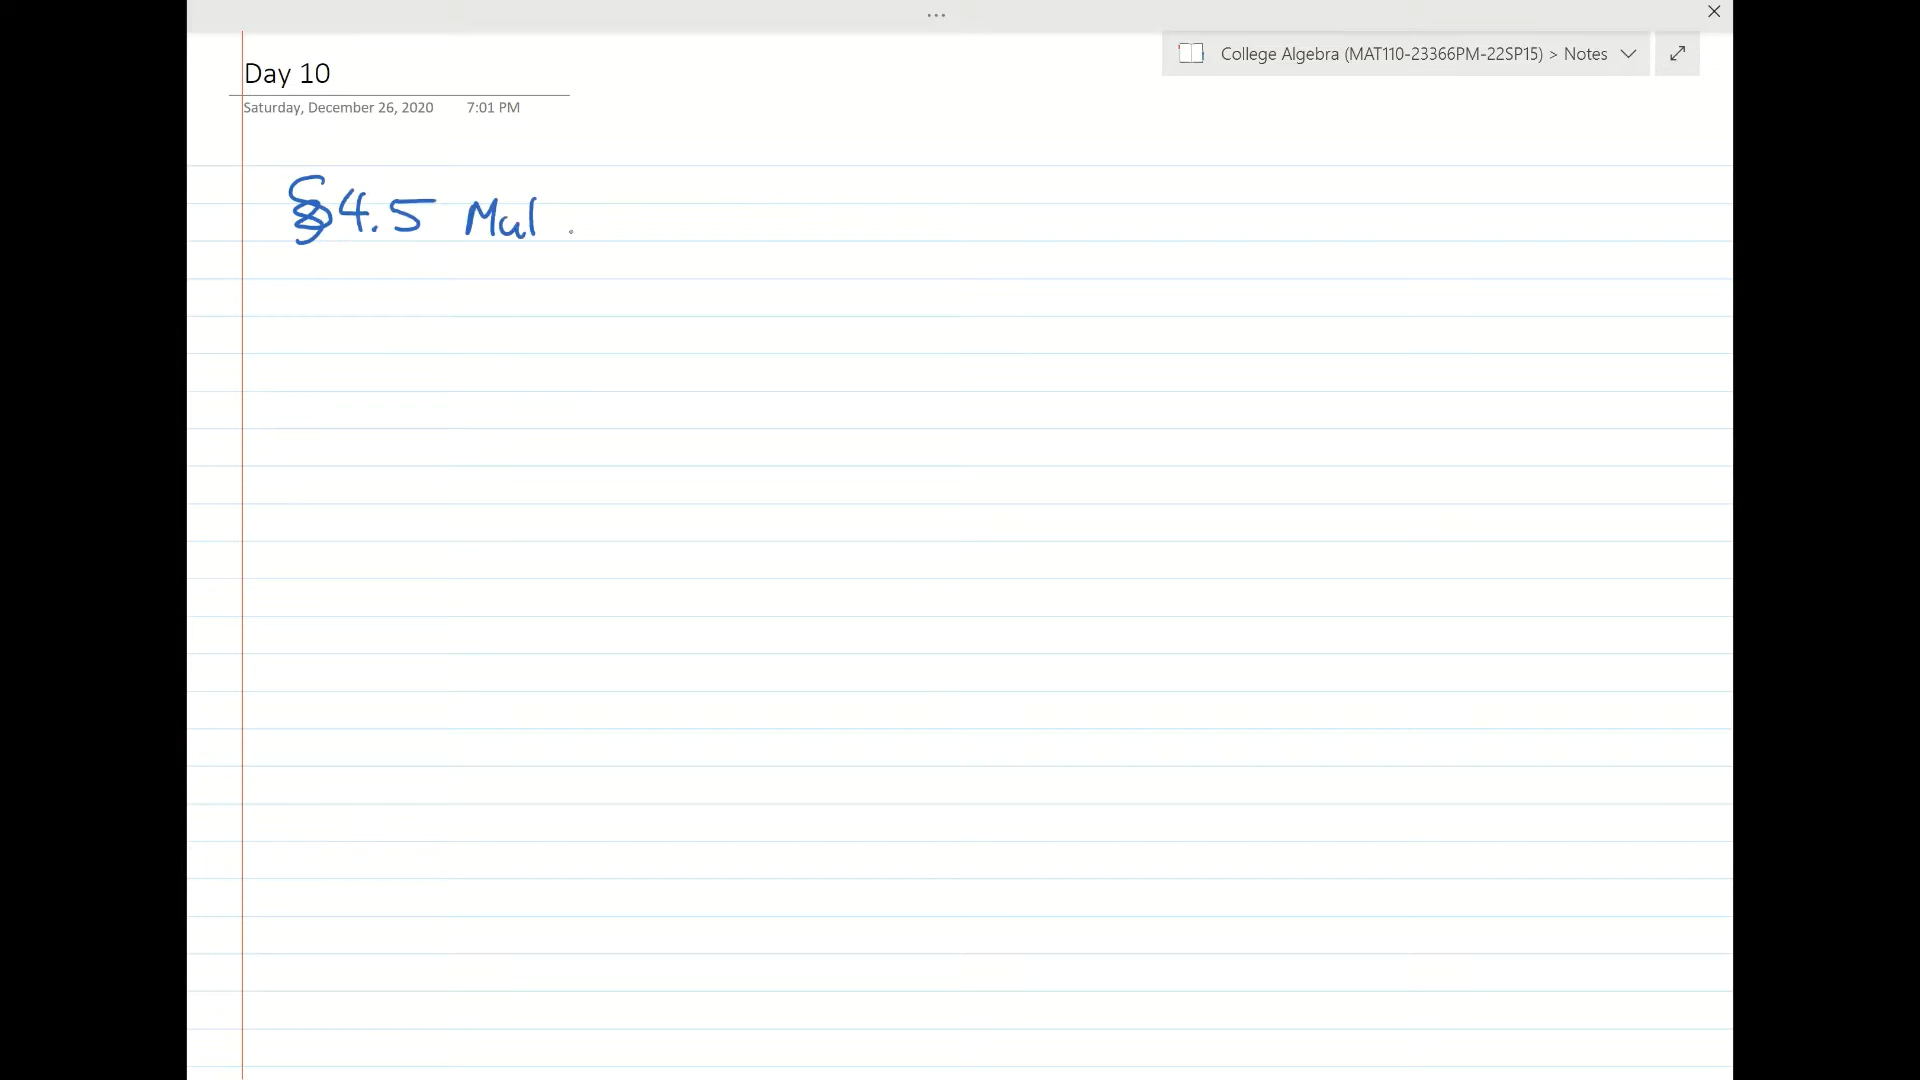 ...
College Algebra (MAT110-23366PM-22SP15) > Notes
Day 10
Saturday, December 26, 2020 7:01 PM
§4.5 Mul